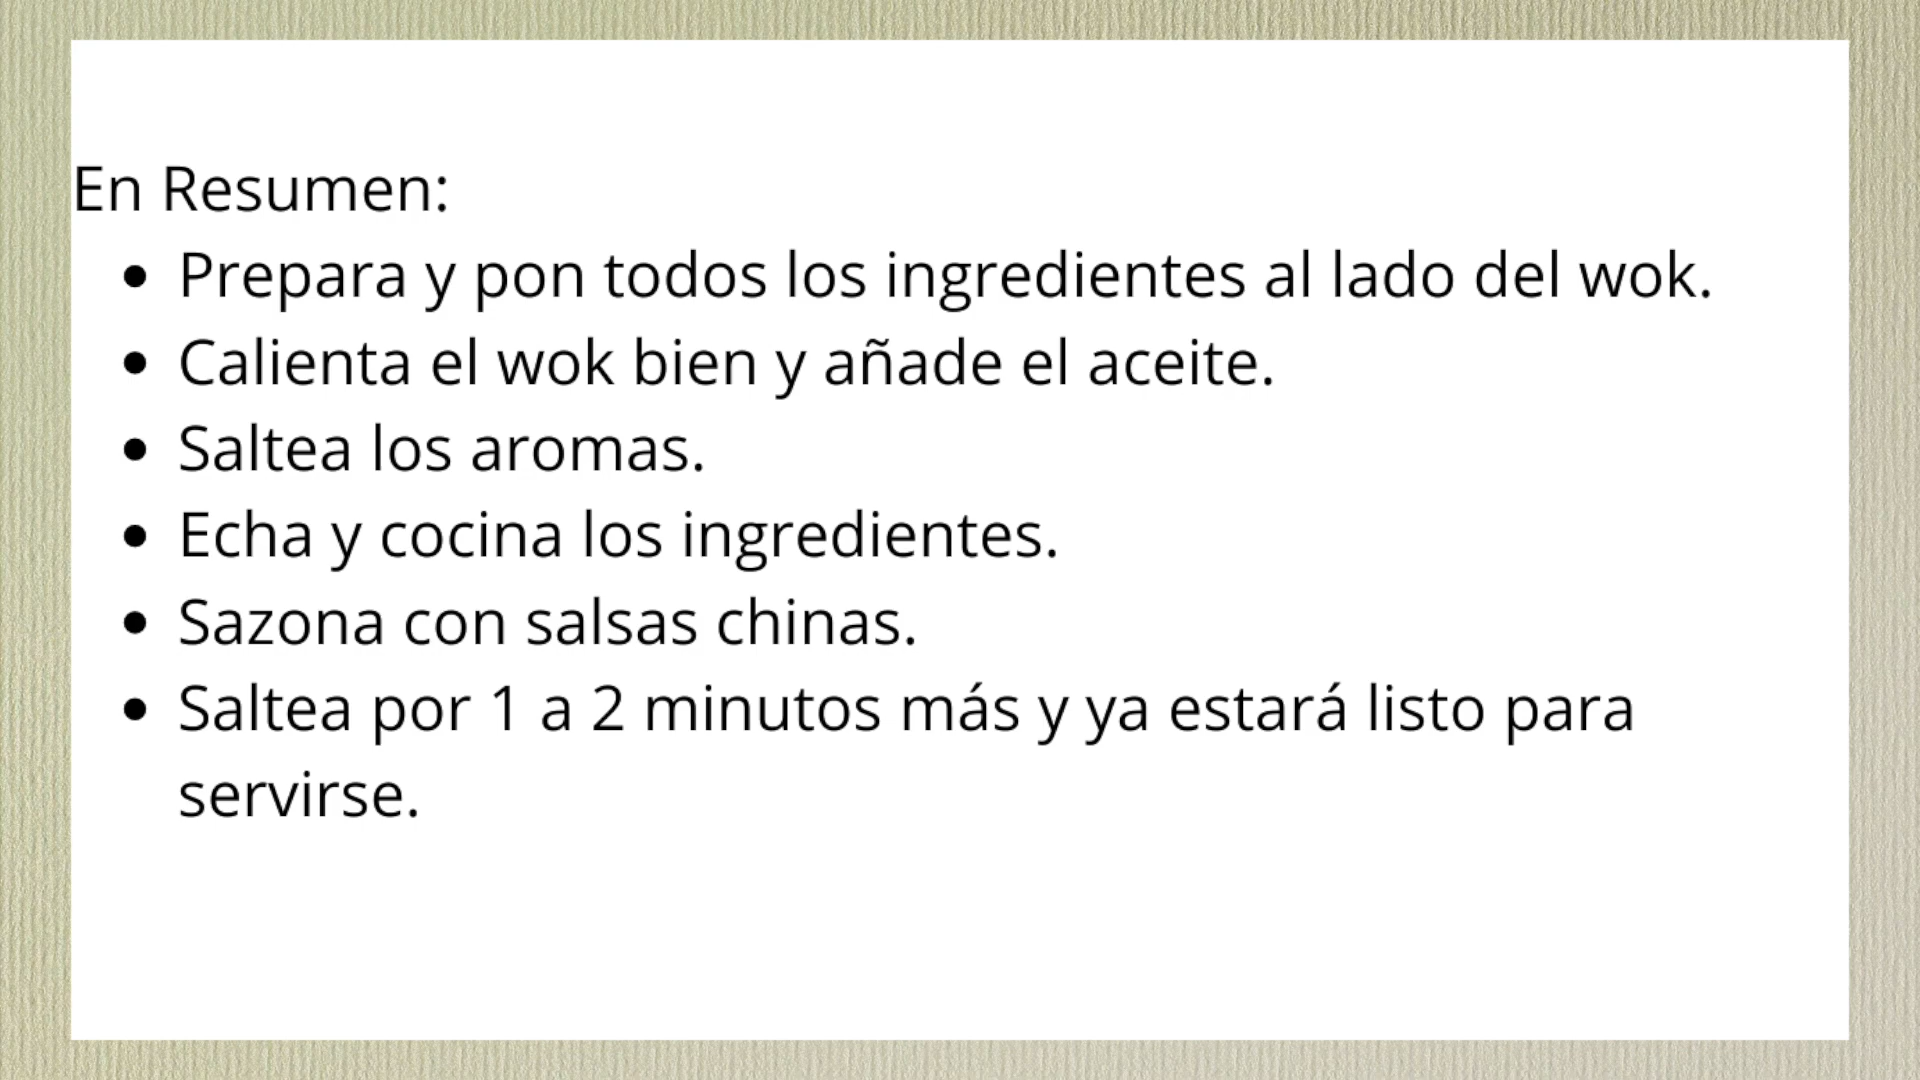 En Resumen:
• Prepara y pon todos los ingredientes al lado del wok.
• Calienta el wok bien y añade el aceite.
• Saltea los aromas.
• Echa y cocina los ingredientes.
• Sazona con salsas chinas.
• Saltea por 1 a 2 minutos más y ya estará listo para
servirse.